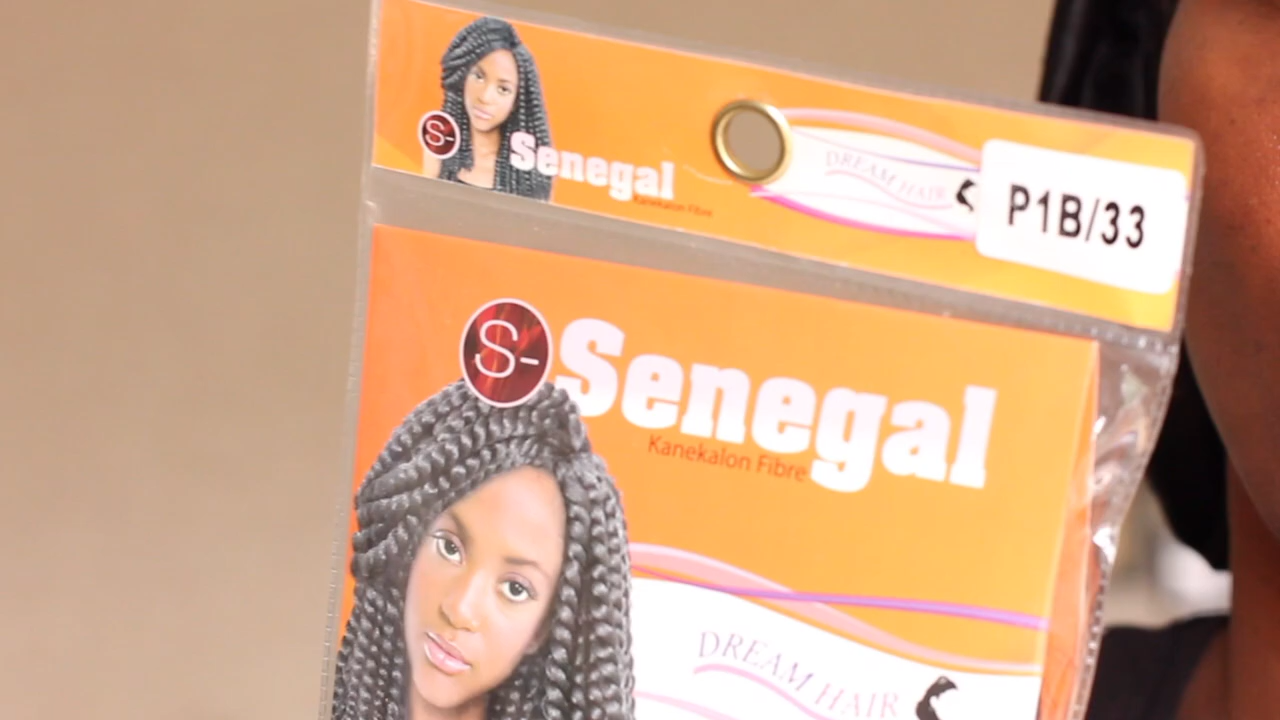 S-
Senegal
Kanekalon Fibre
DREAM HAIR
P1B/33
S-
Senegal
Kanekalon Fibre
DREAM HAIR